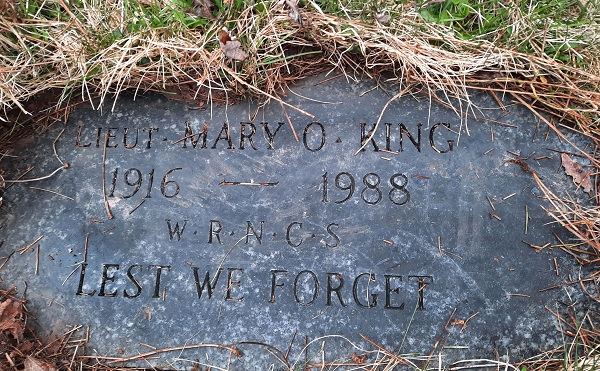 LIEUT· MARY O· KING
1916 — 1988
W·R·N·C·S
LEST WE FORGET